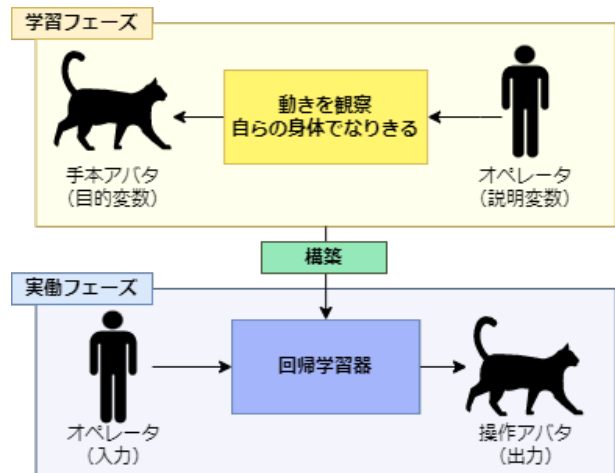 学習フェーズ
動きを観察
自らの身体でなりきる
手本アバタ
(目的変数)
オペレータ
(説明変数)
構築
実働フェーズ
回帰学習器
オペレータ
(入力)
操作アバタ
(出力)